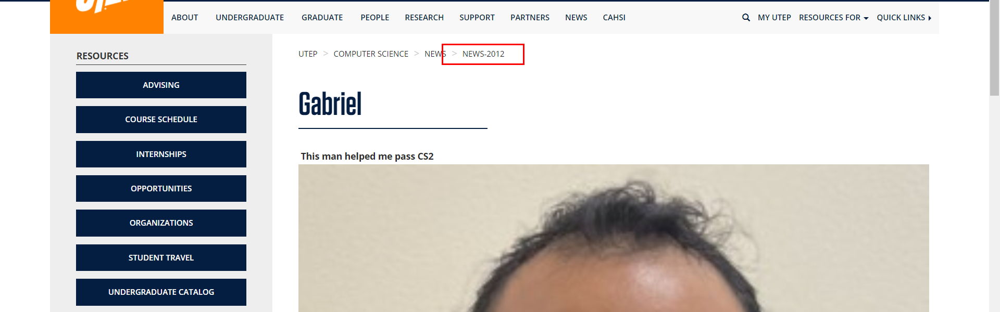 ABOUT UNDERGRADUATE GRADUATE PEOPLE RESEARCH SUPPORT PARTNERS NEWS CAHSI MY UTEP RESOURCES FOR QUICK LINKS
RESOURCES
ADVISING
COURSE SCHEDULE
INTERNSHIPS
OPPORTUNITIES
ORGANIZATIONS
STUDENT TRAVEL
UNDERGRADUATE CATALOG
UTEP > COMPUTER SCIENCE > NEWS > NEWS-2012
Gabriel
This man helped me pass CS2